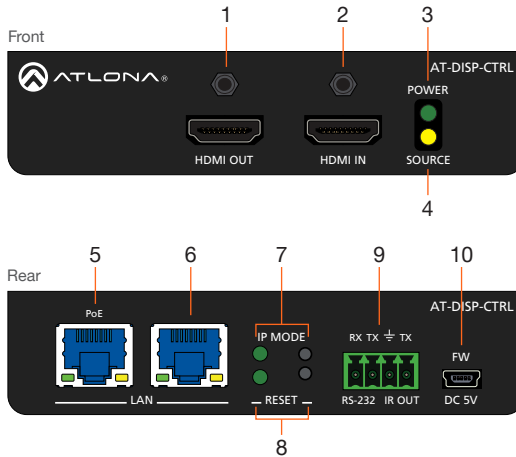 Front
1 2 3
ATLONA® AT-DISP-CTRL
POWER
HDMI OUT HDMI IN SOURCE
4
5 6 7 9 10
Rear
PoE AT-DISP-CTRL
IP MODE RX TX TX FW
LAN RESET RS-232 IR OUT DC 5V
8